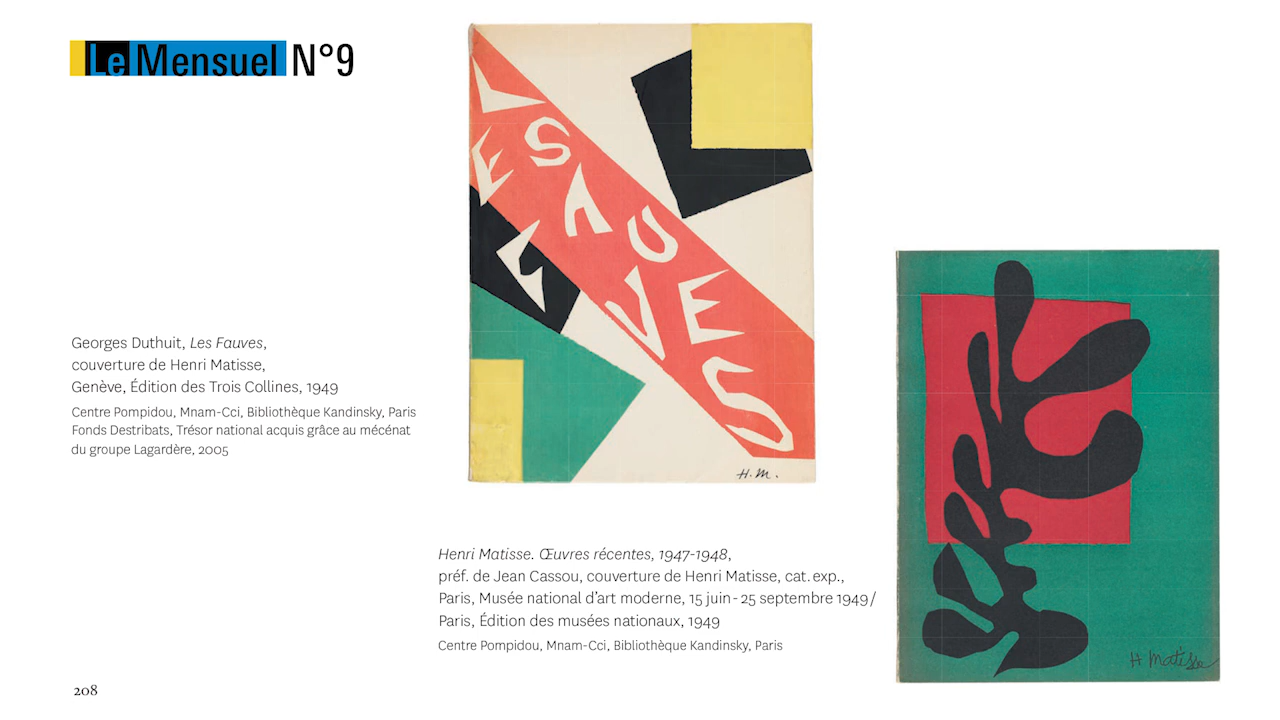 Le Mensuel N°9
LES FAUVES
H. M.
Georges Duthuit, Les Fauves,
couverture de Henri Matisse,
Genève, Édition des Trois Collines, 1949
Centre Pompidou, Mnam-Cci, Bibliothèque Kandinsky, Paris
Fonds Destribats, Trésor national acquis grâce au mécénat
du groupe Lagardère, 2005
Henri Matisse. Œuvres récentes, 1947-1948,
préf. de Jean Cassou, couverture de Henri Matisse, cat. exp.,
Paris, Musée national d’art moderne, 15 juin - 25 septembre 1949/
Paris, Édition des musées nationaux, 1949
Centre Pompidou, Mnam-Cci, Bibliothèque Kandinsky, Paris
H Matisse
208